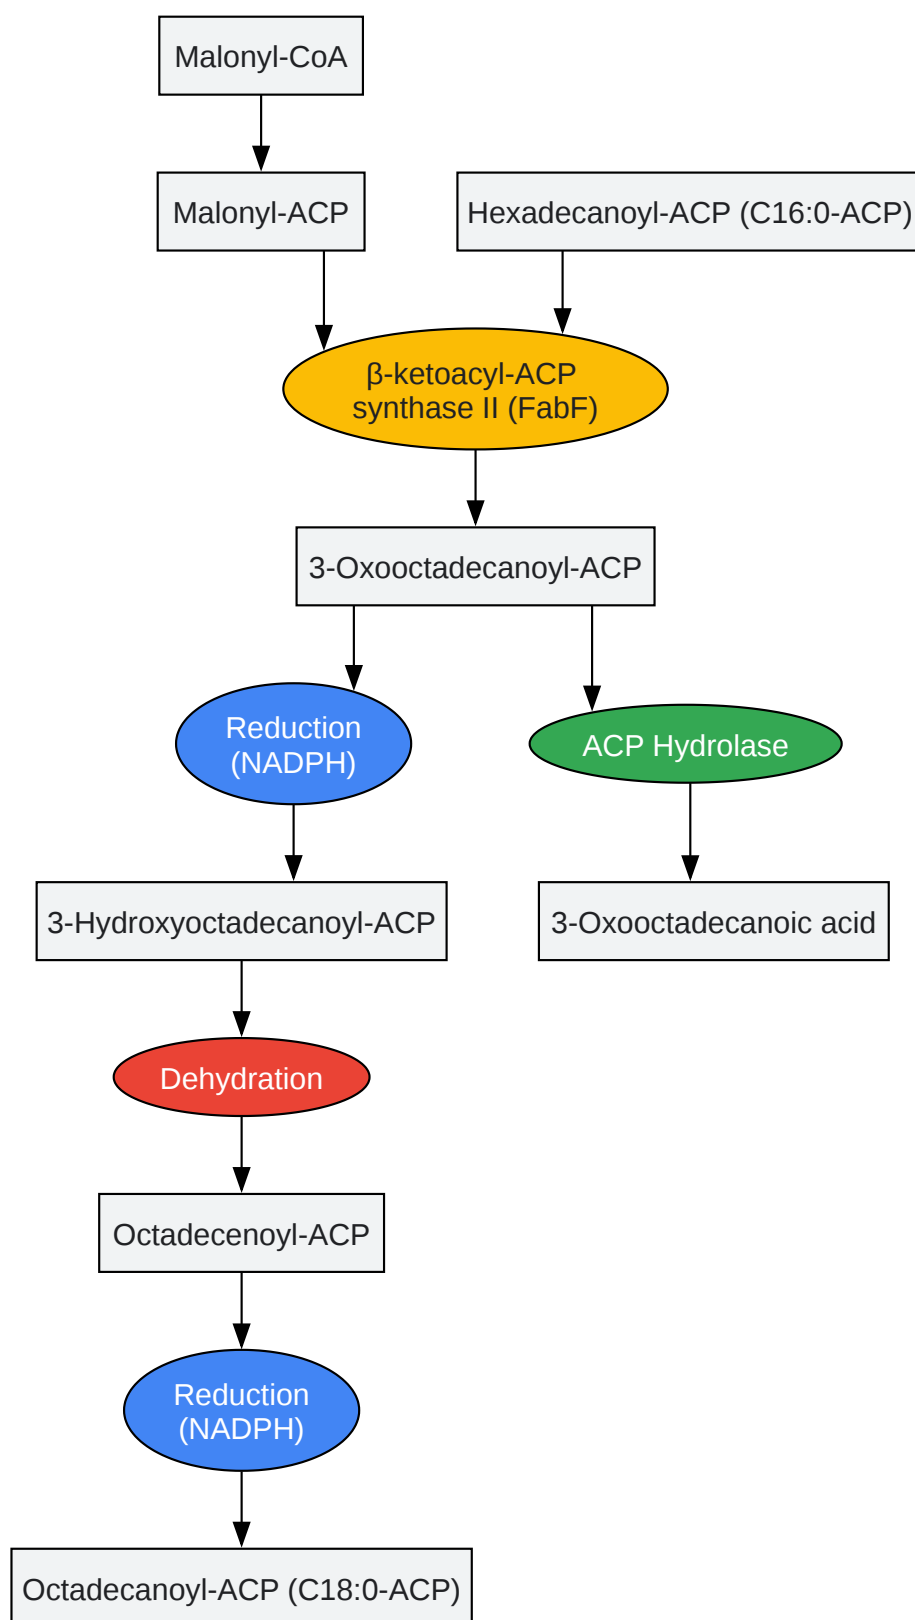 Malonyl-CoA
Malonyl-ACP
Hexadecanoyl-ACP (C16:0-ACP)
β-ketoacyl-ACP
synthase II (FabF)
3-Oxooctadecanoyl-ACP
Reduction
(NADPH)
ACP Hydrolase
3-Hydroxyoctadecanoyl-ACP
3-Oxooctadecanoic acid
Dehydration
Octadecenoyl-ACP
Reduction
(NADPH)
Octadecanoyl-ACP (C18:0-ACP)